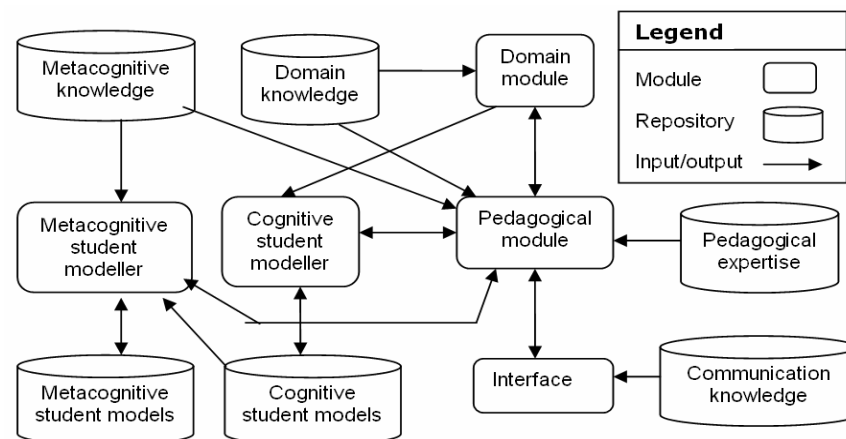 Metacognitive
knowledge
Domain
knowledge
Domain
module
Legend
Module
Repository
Input/output
Metacognitive
student
modeller
Cognitive
student
modeller
Pedagogical
module
Pedagogical
expertise
Metacognitive
student models
Cognitive
student models
Interface
Communication
knowledge